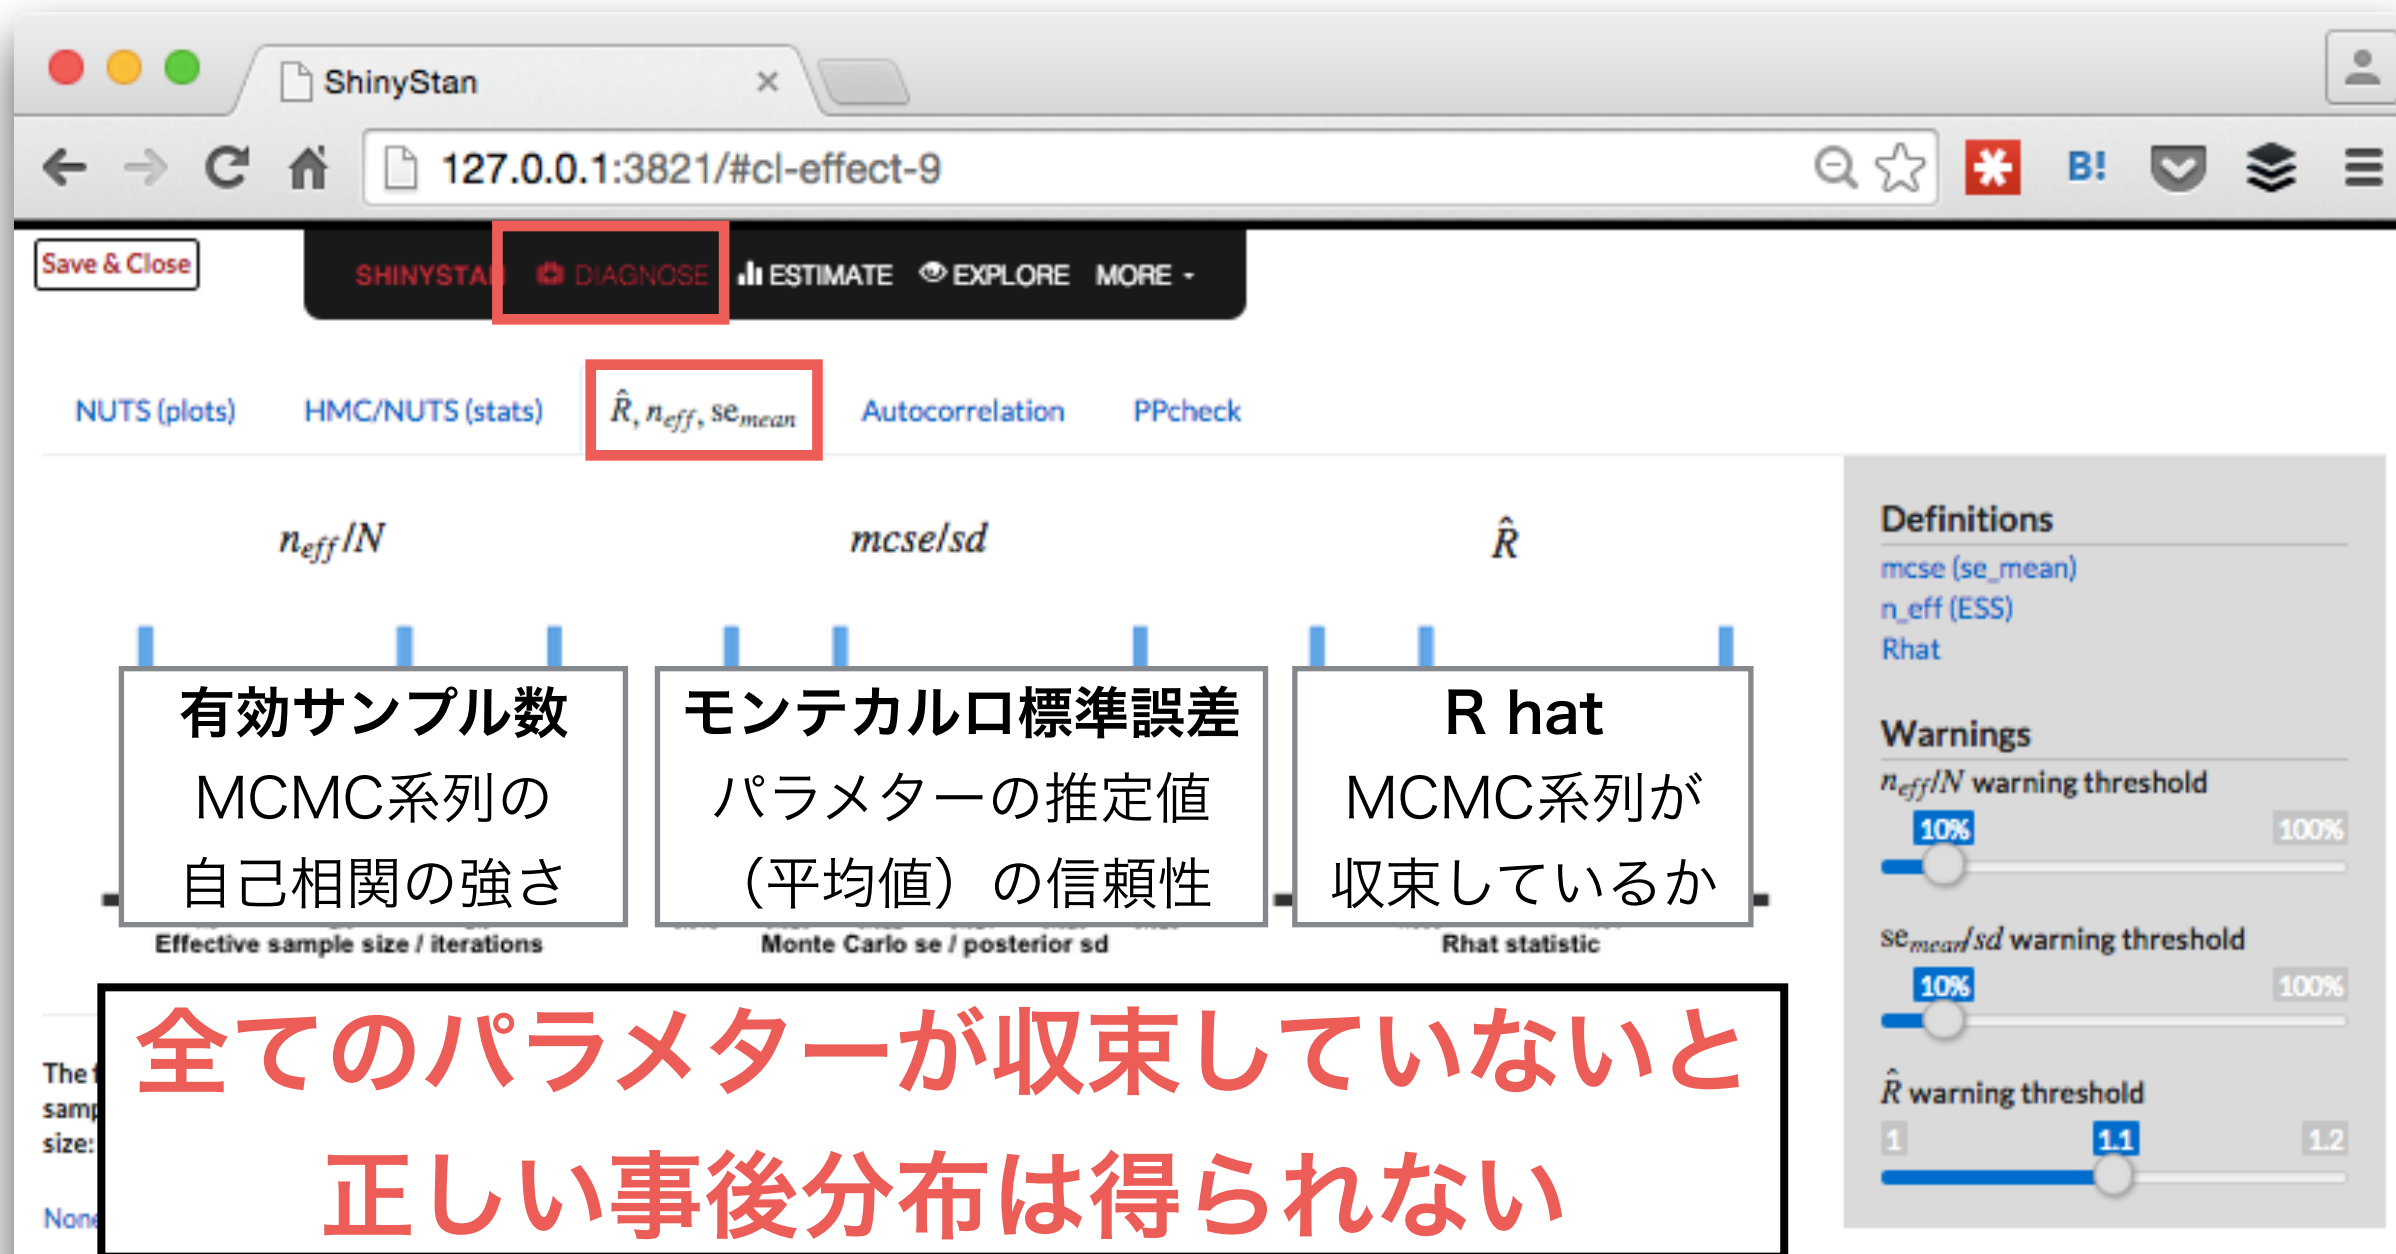 ShinyStan
127.0.0.1:3821/#cl-effect-9
B!
Save & Close
SHINYSTAN DIAGNOSE ESTIMATE EXPLORE MORE
NUTS (plots) HMC/NUTS (stats) R̂, n_eff, se_mean Autocorrelation PPcheck
n_eff/N mcse/sd R̂
有効サンプル数
MCMC系列の
自己相関の強さ
モンテカルロ標準誤差
パラメターの推定値
（平均値）の信頼性
R hat
MCMC系列が
収束しているか
Effective sample size / iterations
Monte Carlo se / posterior sd
Rhat statistic
全てのパラメターが収束していないと
正しい事後分布は得られない
The
samp
size:
None
Definitions
mcse (se_mean)
n_eff (ESS)
Rhat
Warnings
n_eff/N warning threshold
10% 100%
se_mean/sd warning threshold
10% 100%
R̂ warning threshold
1 1.1 1.2